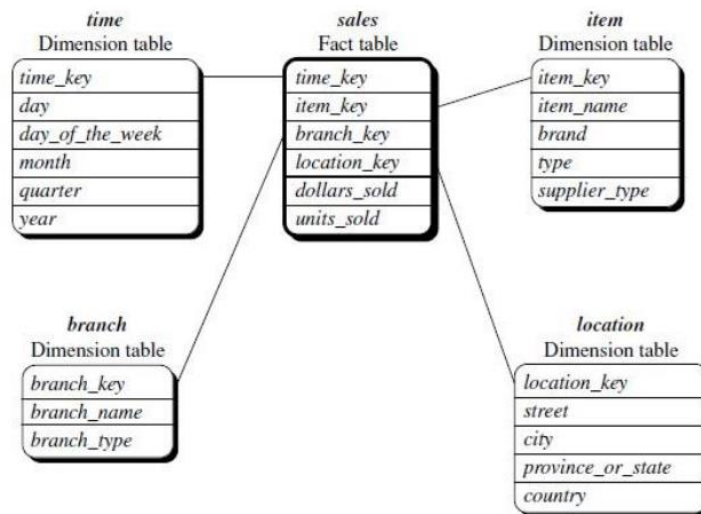 time
Dimension table
time_key
day
day_of_the_week
month
quarter
year
sales
Fact table
time_key
item_key
branch_key
location_key
dollars_sold
units_sold
item
Dimension table
item_key
item_name
brand
type
supplier_type
branch
Dimension table
branch_key
branch_name
branch_type
location
Dimension table
location_key
street
city
province_or_state
country